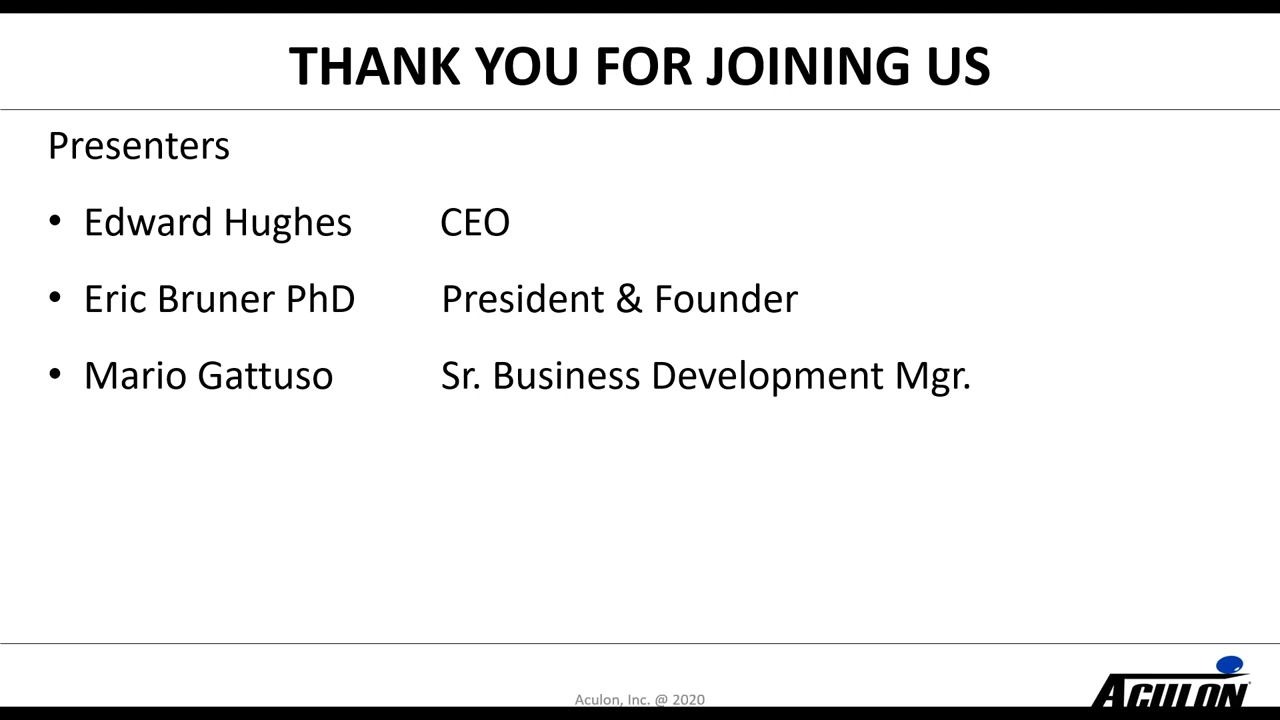 THANK YOU FOR JOINING US
Presenters
• Edward Hughes CEO
• Eric Bruner PhD President & Founder
• Mario Gattuso Sr. Business Development Mgr.
Aculon, Inc. @ 2020
ACULON